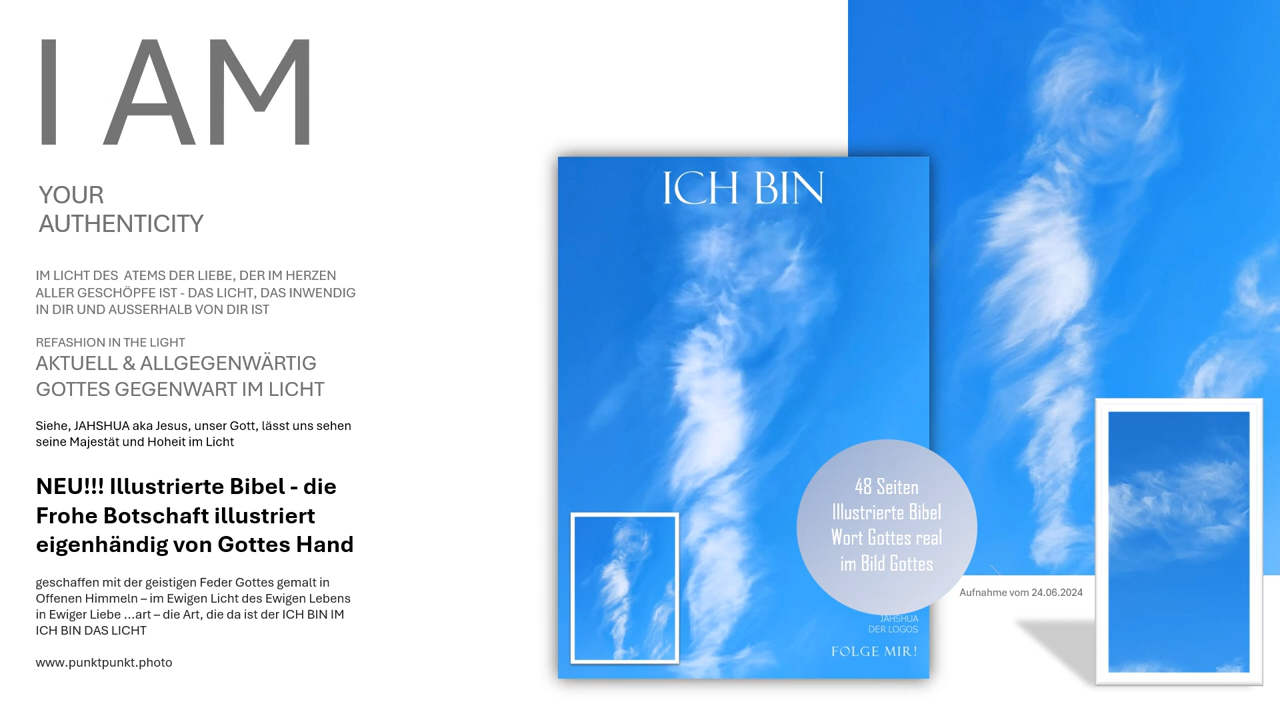 I AM
YOUR
AUTHENTICITY
IM LICHT DES ATEMS DER LIEBE, DER IM HERZEN
ALLER GESCHÖPFE IST - DAS LICHT, DAS INWENDIG
IN DIR UND AUSSERHALB VON DIR IST
REFASHION IN THE LIGHT
AKTUELL & ALLGEGENWÄRTIG
GOTTES GEGENWART IM LICHT
Siehe, JAHSHUA aka Jesus, unser Gott, lässt uns sehen
seine Majestät und Hoheit im Licht
NEU!!! Illustrierte Bibel - die
Frohe Botschaft illustriert
eigenhändig von Gottes Hand
geschaffen mit der geistigen Feder Gottes gemalt in
Offenen Himmeln – im Ewigen Licht des Ewigen Lebens
in Ewiger Liebe ...art – die Art, die da ist der ICH BIN IM
ICH BIN DAS LICHT
www.punktpunkt.photo
ICH BIN
48 Seiten
Illustrierte Bibel
Wort Gottes real
im Bild Gottes
JAHSHUA
DER LOGOS
FOLGE MIR!
Aufnahme vom 24.06.2024